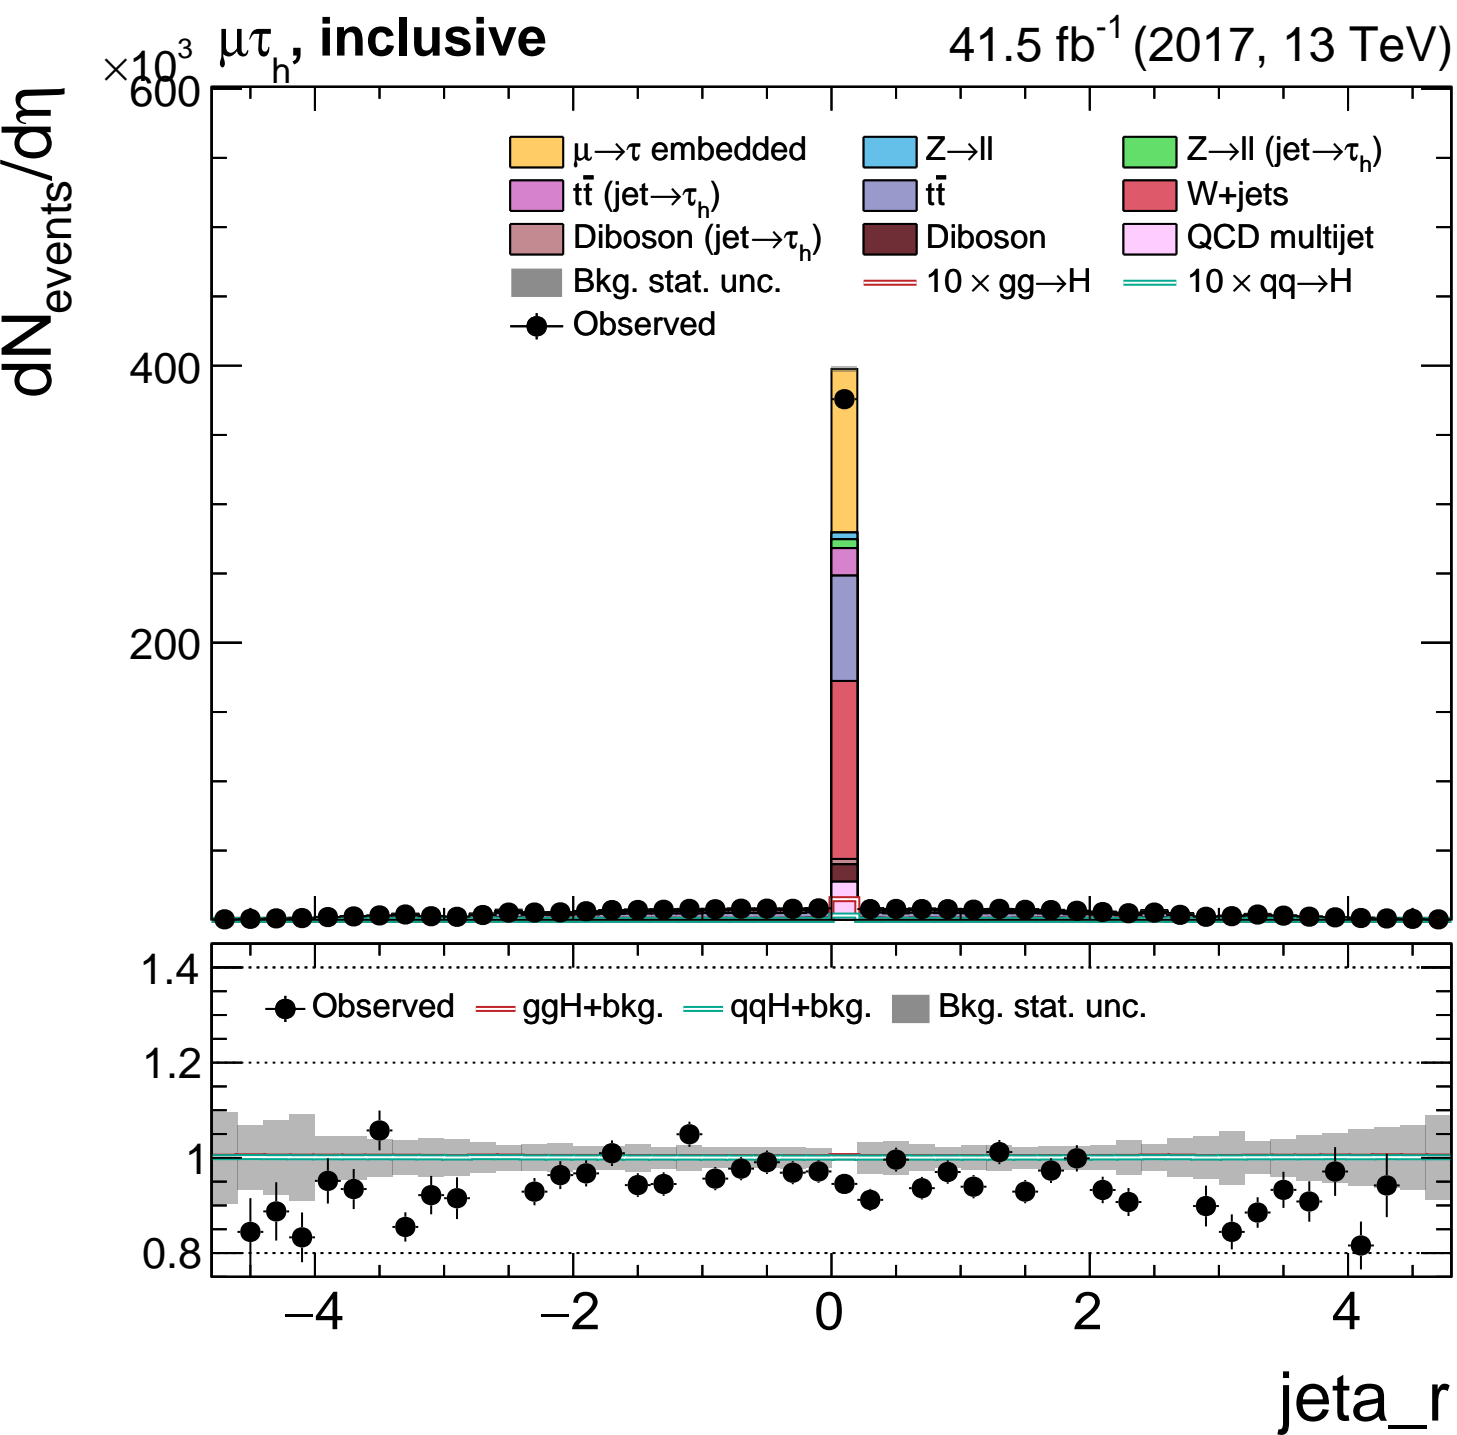 ×10³ μτₕ, inclusive 41.5 fb⁻¹ (2017, 13 TeV)
dN_events/dη
600
400
200
μ→τ embedded Z→ll Z→ll (jet→τₕ)
tt̄ (jet→τₕ) tt̄ W+jets
Diboson (jet→τₕ) Diboson QCD multijet
Bkg. stat. unc. 10 × gg→H 10 × qq→H
Observed
1.4
1.2
1
0.8
Observed ggH+bkg. qqH+bkg. Bkg. stat. unc.
−4 −2 0 2 4
jeta_r